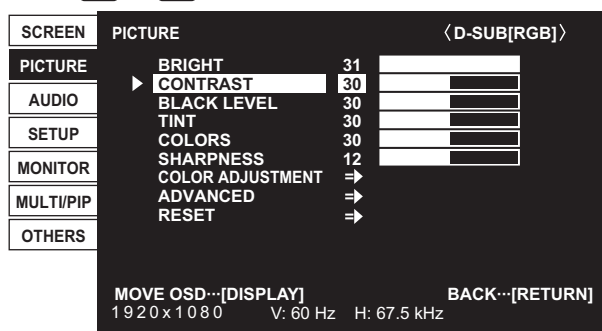 SCREEN
PICTURE
AUDIO
SETUP
MONITOR
MULTI/PIP
OTHERS
PICTURE 〈D-SUB[RGB]〉
BRIGHT 31
CONTRAST 30
BLACK LEVEL 30
TINT 30
COLORS 30
SHARPNESS 12
COLOR ADJUSTMENT
ADVANCED
RESET
MOVE OSD···[DISPLAY] BACK···[RETURN]
1920x1080 V: 60 Hz H: 67.5 kHz